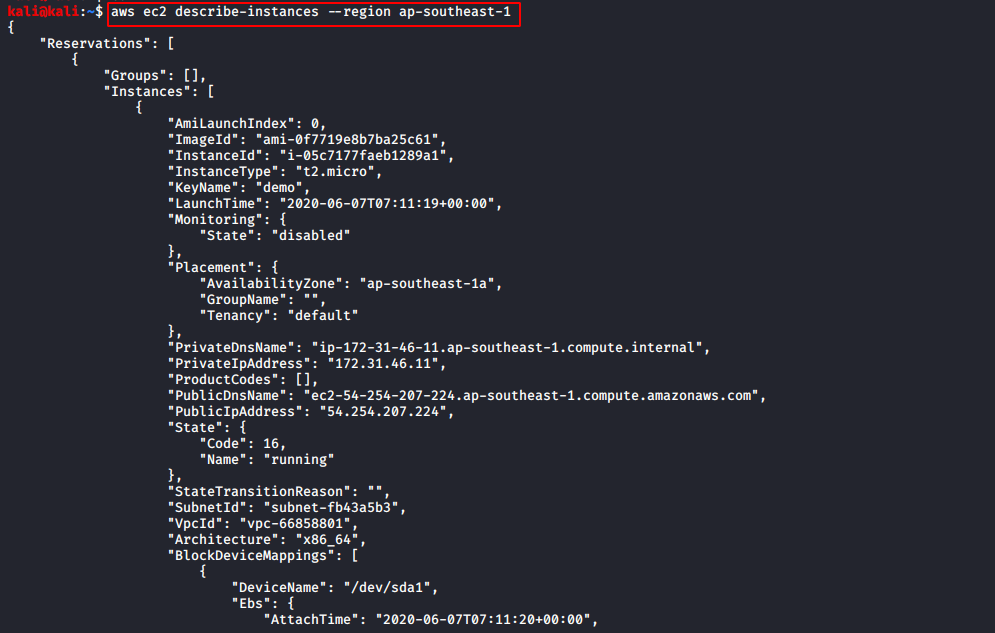 kali@kali:~$ aws ec2 describe-instances --region ap-southeast-1
{
    "Reservations": [
        {
            "Groups": [],
            "Instances": [
                {
                    "AmiLaunchIndex": 0,
                    "ImageId": "ami-0f7719e8b7ba25c61",
                    "InstanceId": "i-05c7177faeb1289a1",
                    "InstanceType": "t2.micro",
                    "KeyName": "demo",
                    "LaunchTime": "2020-06-07T07:11:19+00:00",
                    "Monitoring": {
                        "State": "disabled"
                    },
                    "Placement": {
                        "AvailabilityZone": "ap-southeast-1a",
                        "GroupName": "",
                        "Tenancy": "default"
                    },
                    "PrivateDnsName": "ip-172-31-46-11.ap-southeast-1.compute.internal",
                    "PrivateIpAddress": "172.31.46.11",
                    "ProductCodes": [],
                    "PublicDnsName": "ec2-54-254-207-224.ap-southeast-1.compute.amazonaws.com",
                    "PublicIpAddress": "54.254.207.224",
                    "State": {
                        "Code": 16,
                        "Name": "running"
                    },
                    "StateTransitionReason": "",
                    "SubnetId": "subnet-fb43a5b3",
                    "VpcId": "vpc-66858801",
                    "Architecture": "x86_64",
                    "BlockDeviceMappings": [
                        {
                            "DeviceName": "/dev/sda1",
                            "Ebs": {
                                "AttachTime": "2020-06-07T07:11:20+00:00",